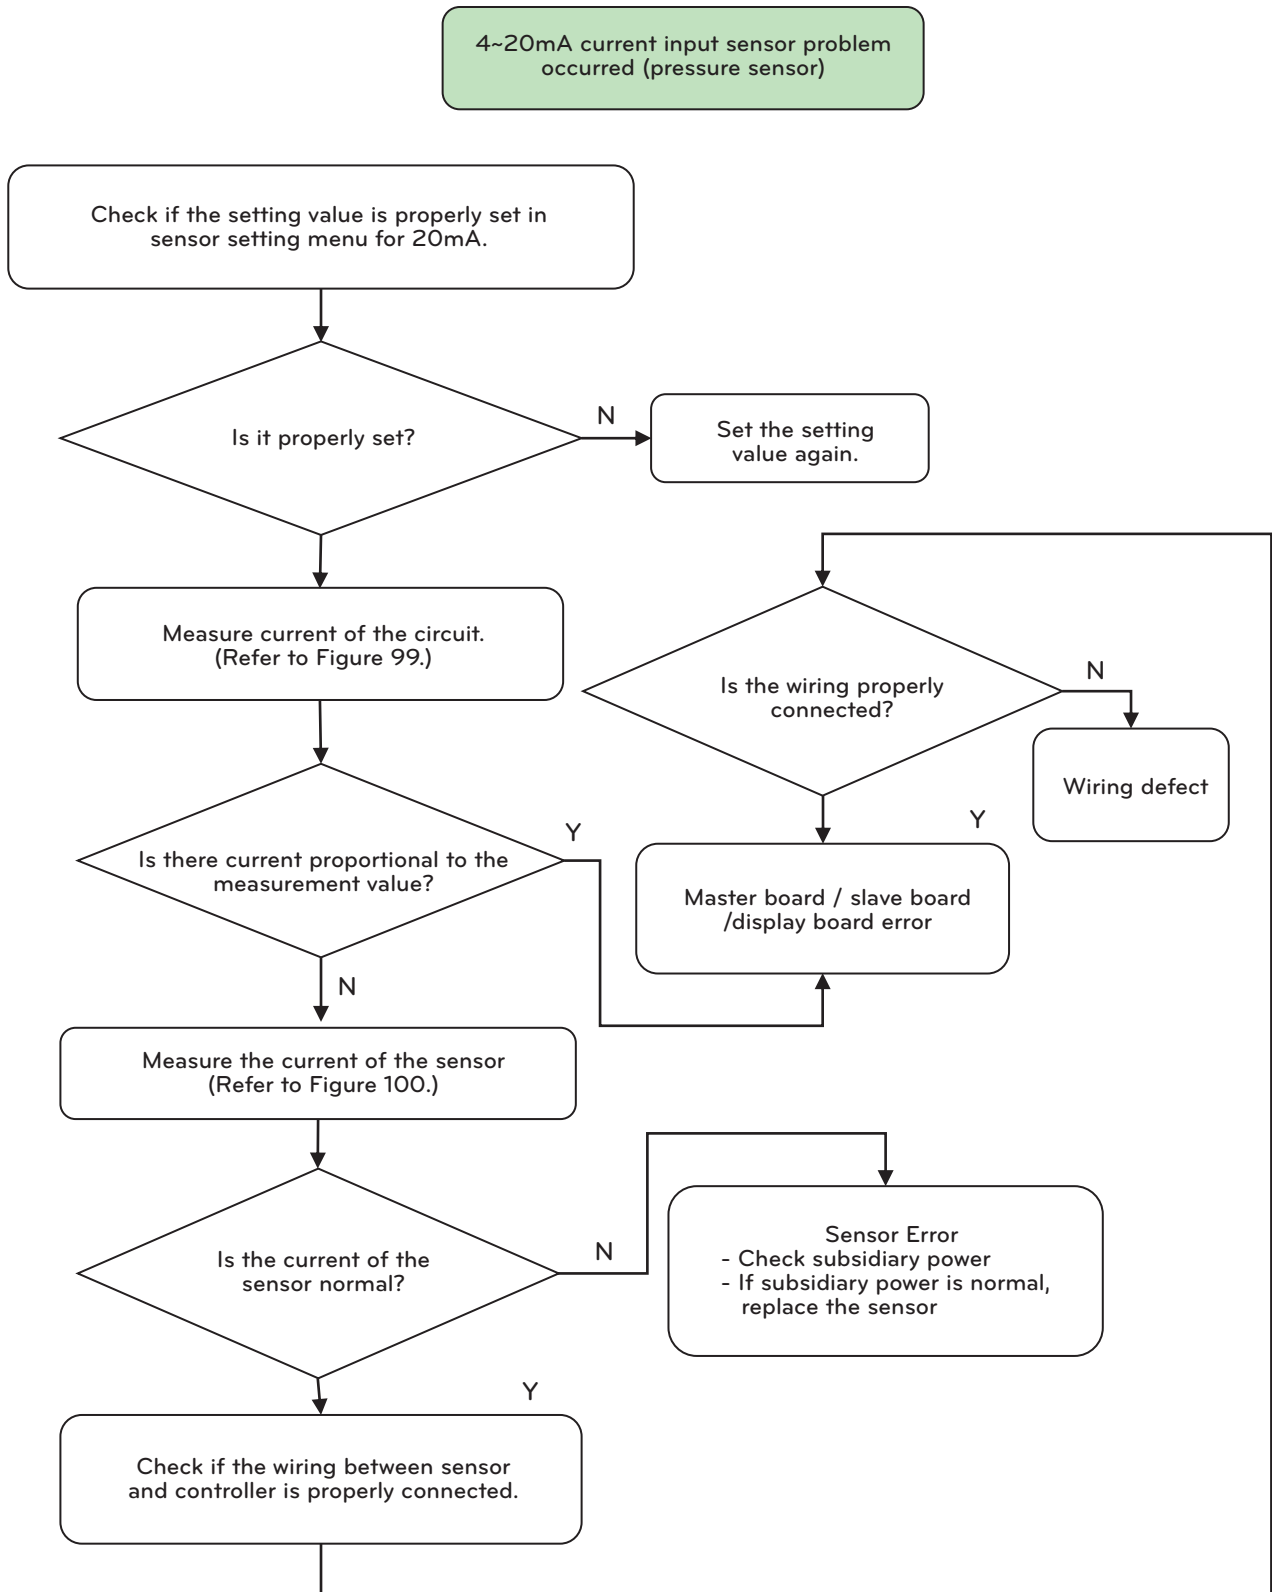 4~20mA current input sensor problem
occurred (pressure sensor)
Check if the setting value is properly set in
sensor setting menu for 20mA.
Is it properly set?
N
Set the setting
value again.
Measure current of the circuit.
(Refer to Figure 99.)
Is the wiring properly
connected?
N
Wiring defect
Y
Master board / slave board
/display board error
Is there current proportional to the
measurement value?
Y
N
Measure the current of the sensor
(Refer to Figure 100.)
Is the current of the
sensor normal?
N
Sensor Error
- Check subsidiary power
- If subsidiary power is normal,
replace the sensor
Y
Check if the wiring between sensor
and controller is properly connected.